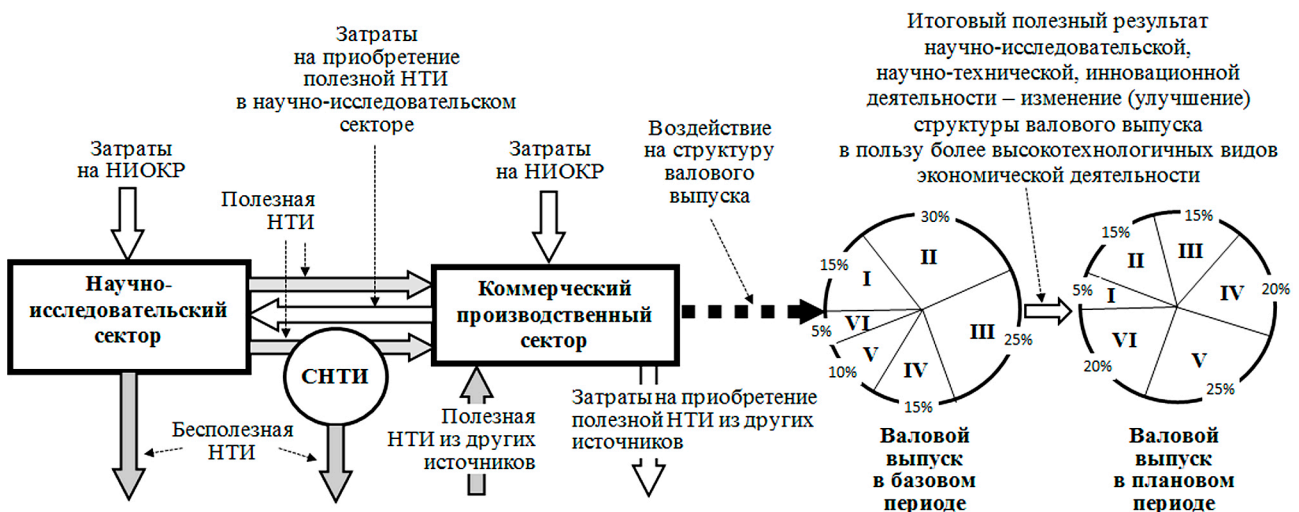 Затраты
на приобретение
полезной НТИ
в научно-исследовательском
секторе
Итоговый полезный результат
научно-исследовательской,
научно-технической, инновационной
деятельности – изменение (улучшение)
структуры валового выпуска
в пользу более высокотехнологичных видов
экономической деятельности
Затраты
на НИОКР
Полезная
НТИ
Затраты
на НИОКР
Воздействие
на структуру
валового
выпуска
Научно-
исследовательский
сектор
Коммерческий
производственный
сектор
СНТИ
Бесполезная
НТИ
Полезная
НТИ из других
источников
Затраты на приобретение
полезной НТИ из других
источников
30%
II
15%
I
5%
VI
V
10%
IV
15%
III
25%
Валовой
выпуск
в базовом
периоде
15%
III
15%
II
5%
I
IV
20%
VI
20%
V
25%
Валовой
выпуск
в плановом
периоде